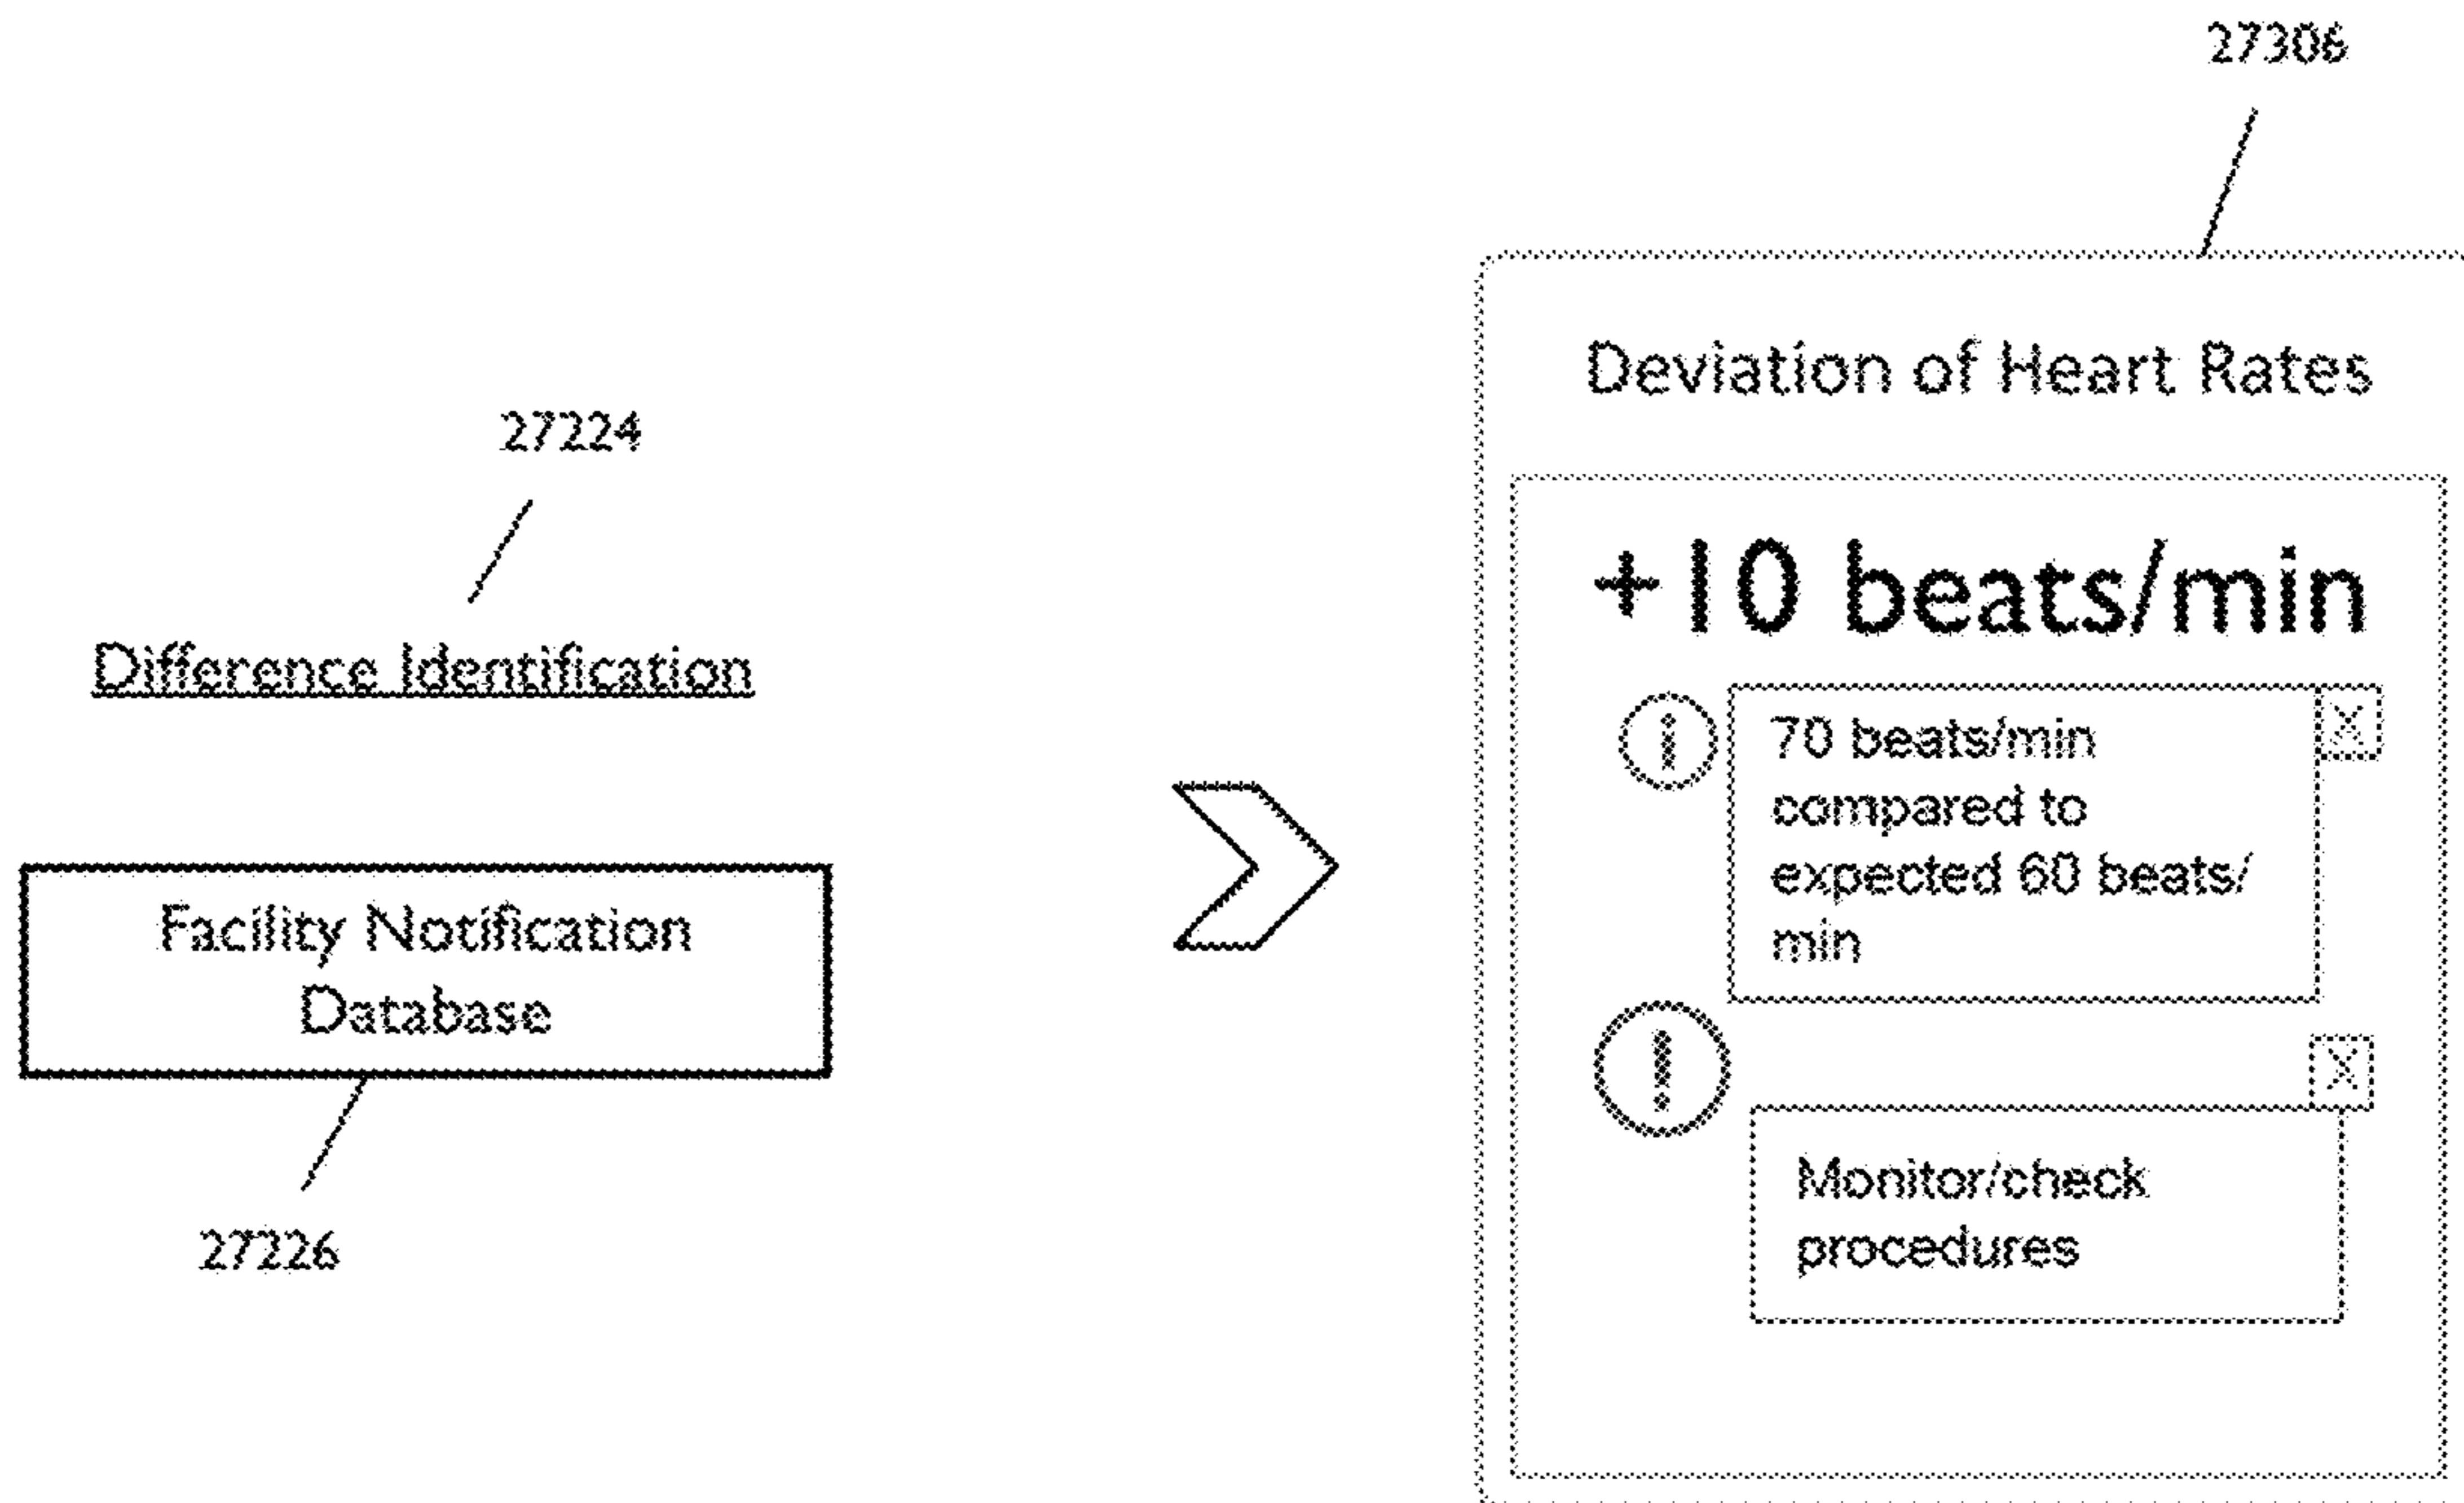 27306
Deviation of Heart Rates
27224
+10 beats/min
Difference Identification
i
70 beats/min
X
compared to
expected 60 beats/
min
Facility Notification
Database
!
X
Monitor/check
procedures
27226